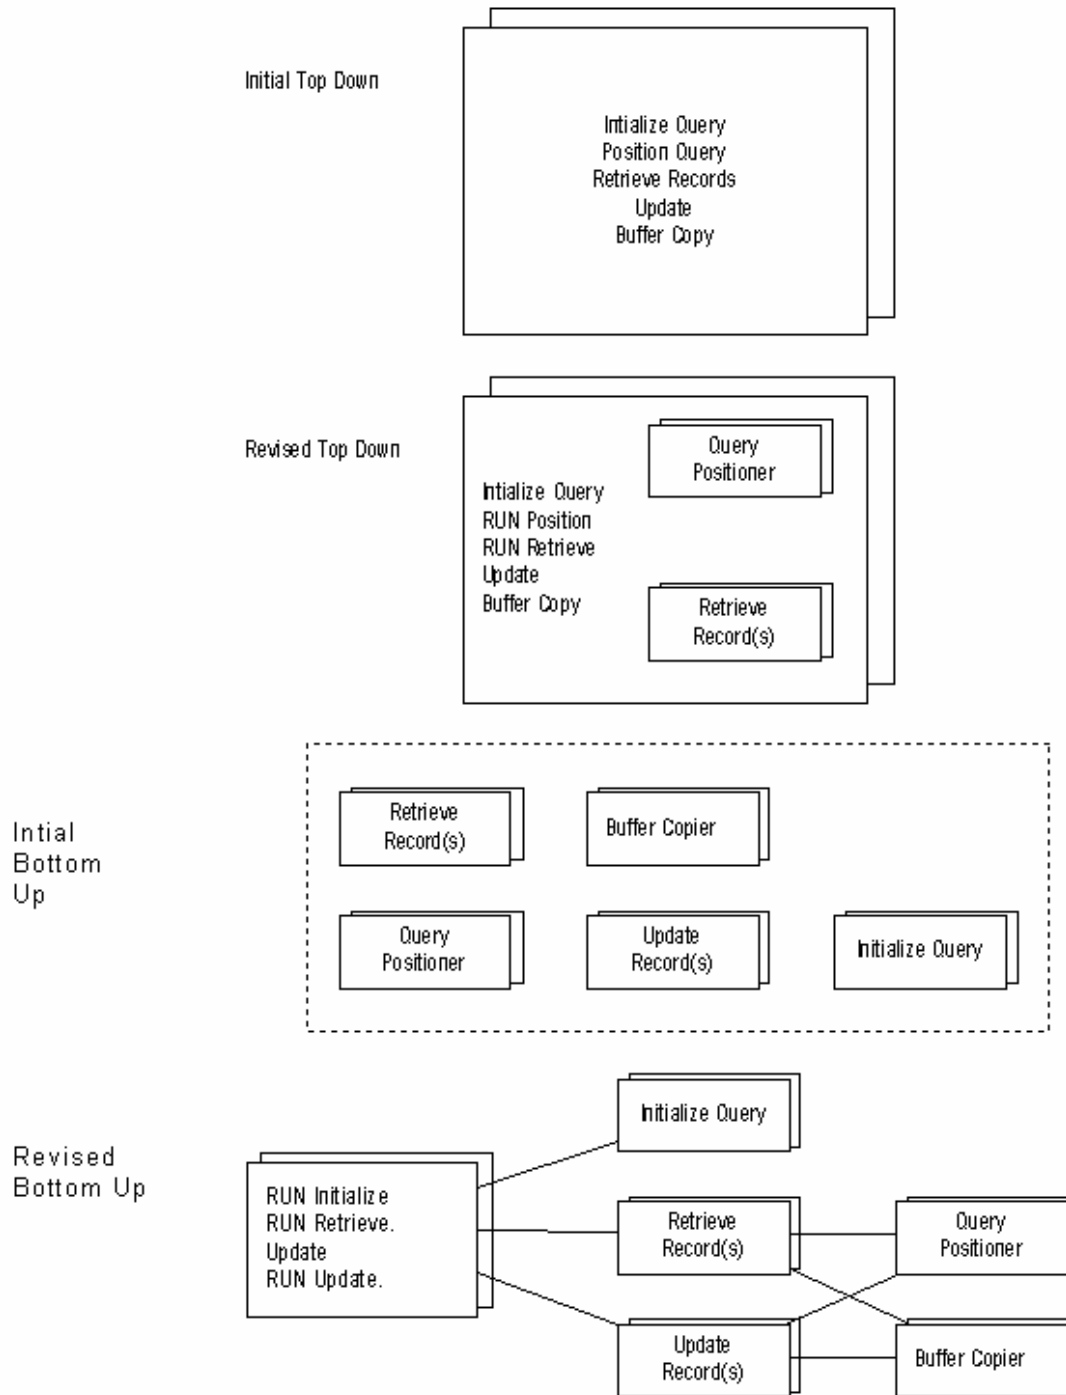 Initial Top Down
Intialize Query
Position Query
Retrieve Records
Update
Buffer Copy
Revised Top Down
Intialize Query
RUN Position
RUN Retrieve
Update
Buffer Copy
Query
Positioner
Retrieve
Record(s)
Intial
Bottom
Up
Retrieve
Record(s)
Buffer Copier
Query
Positioner
Update
Record(s)
Initialize Query
Revised
Bottom Up
RUN Initialize
RUN Retrieve.
Update
RUN Update.
Initialize Query
Retrieve
Record(s)
Query
Positioner
Update
Record(s)
Buffer Copier